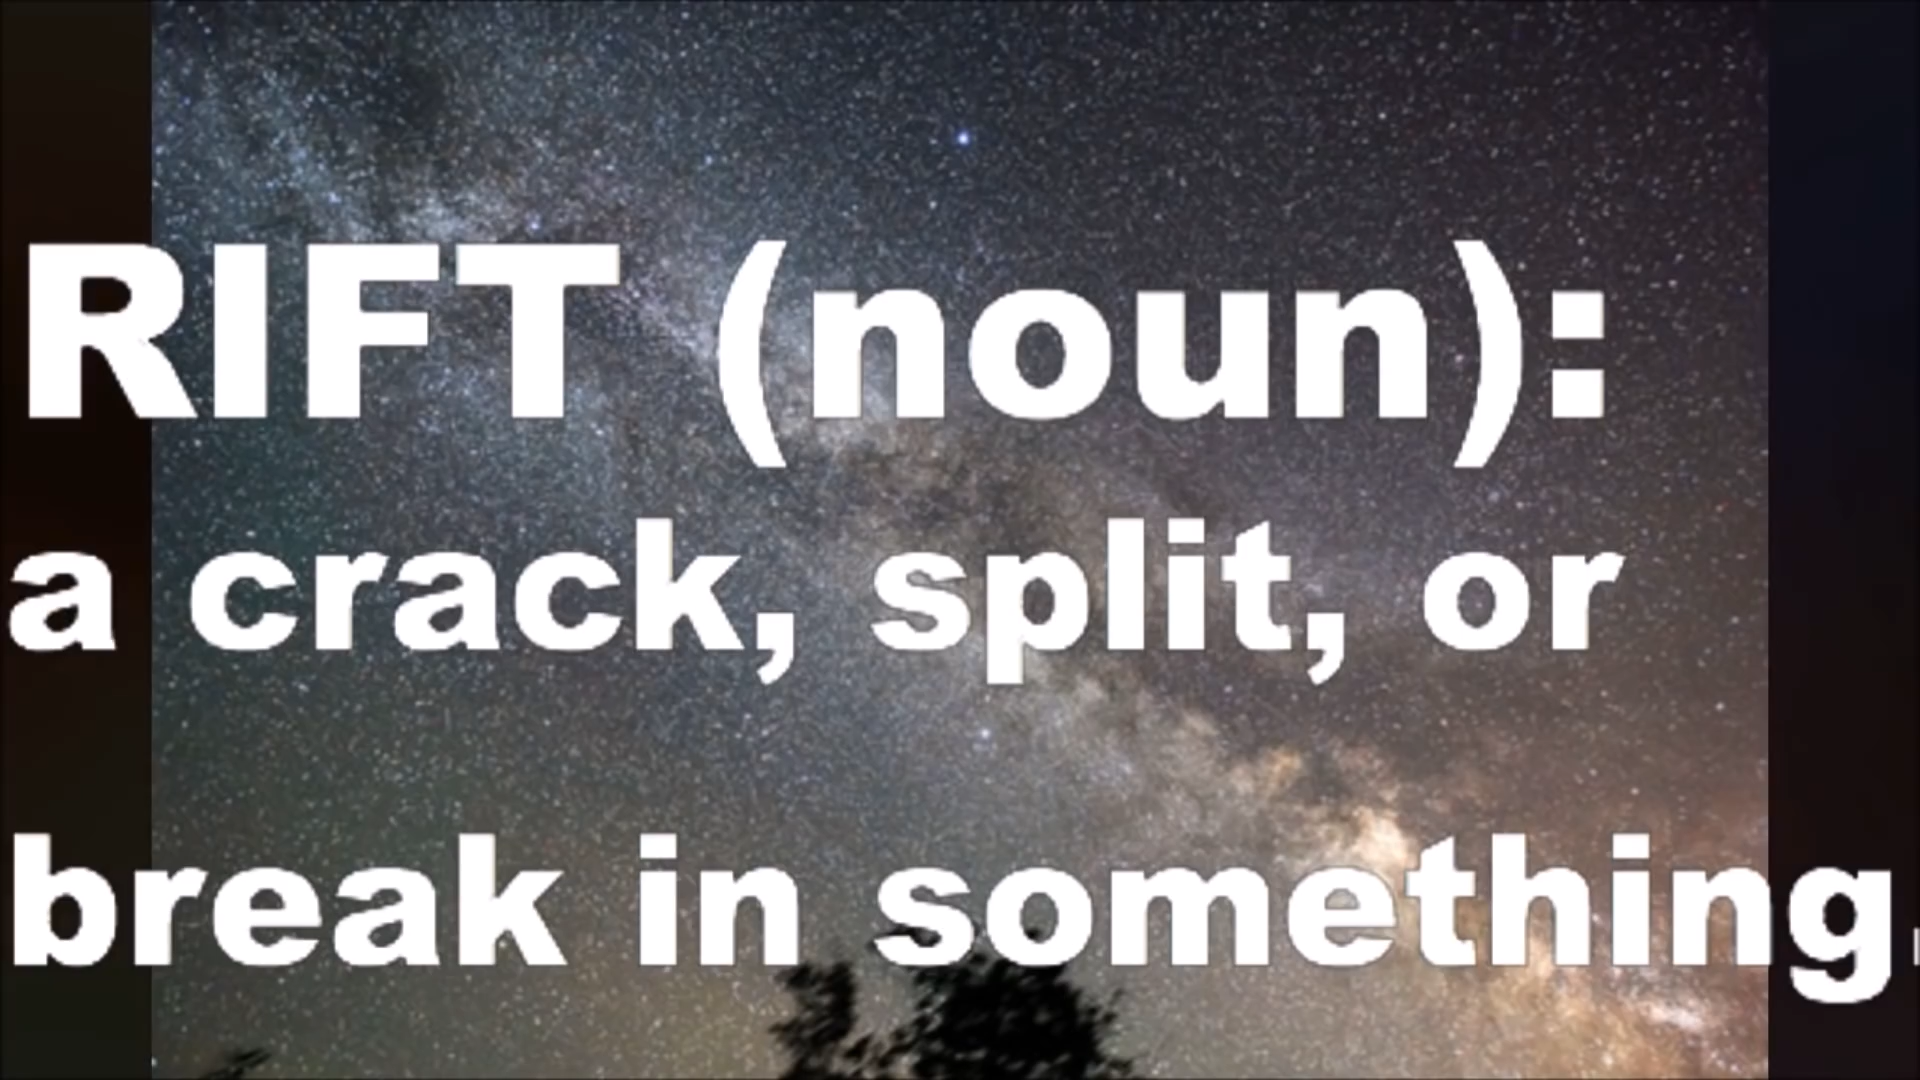 RIFT (noun):
a crack, split, or
break in something.